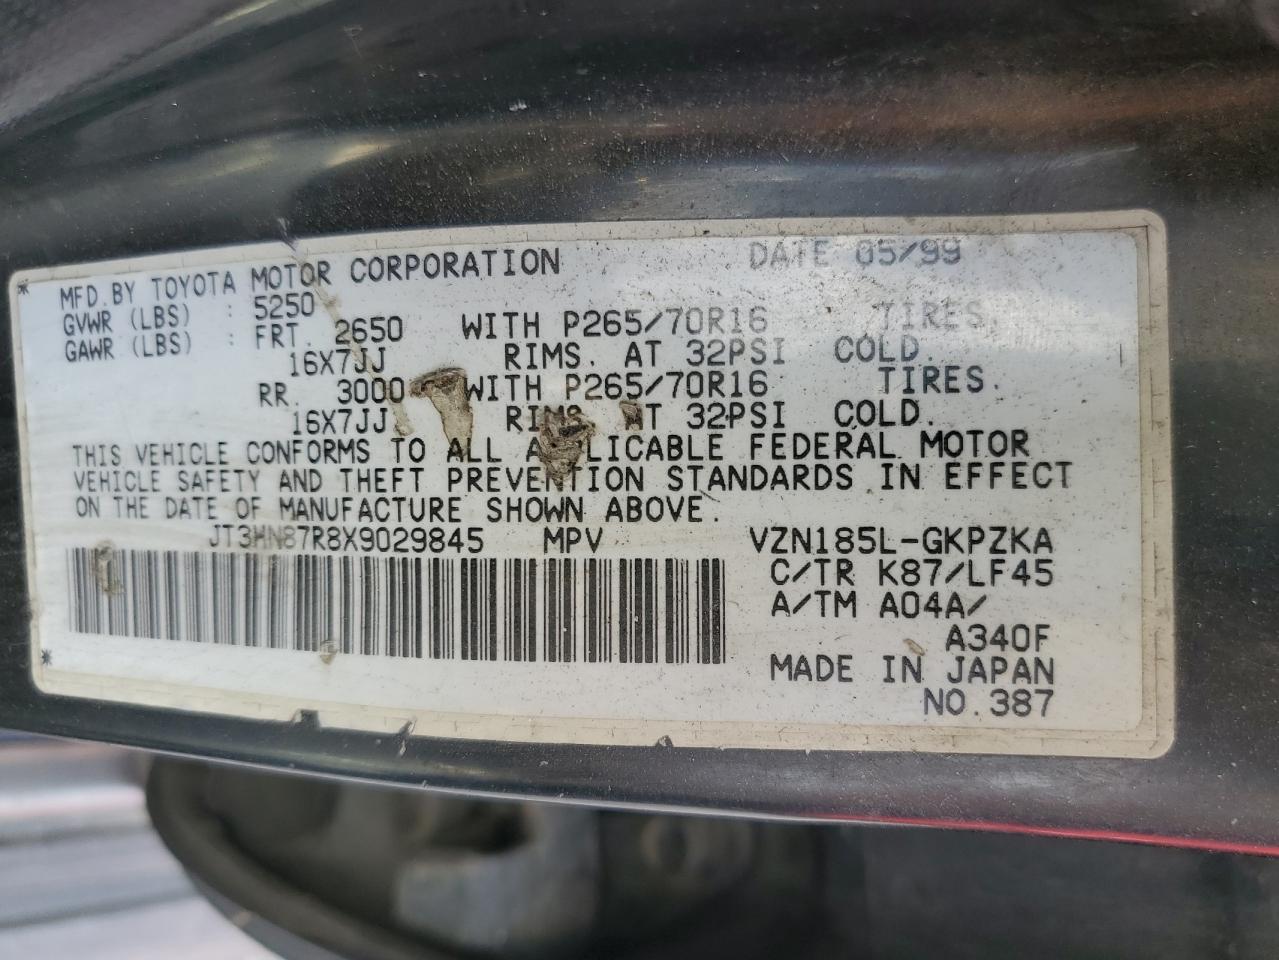 * MFD. BY TOYOTA MOTOR CORPORATION DATE 05/99
GVWR (LBS) : 5250
GAWR (LBS) : FRT. 2650 WITH P265/70R16 TIRES,
16X7JJ RIMS. AT 32PSI COLD.
RR. 3000 WITH P265/70R16 TIRES.
16X7JJ RIMS. AT 32PSI COLD.
THIS VEHICLE CONFORMS TO ALL APPLICABLE FEDERAL MOTOR
VEHICLE SAFETY AND THEFT PREVENTION STANDARDS IN EFFECT
ON THE DATE OF MANUFACTURE SHOWN ABOVE.
JT3HN87R8X9029845 MPV VZN185L-GKPZKA
C/TR K87/LF45
A/TM A04A/
A340F
* MADE IN JAPAN
NO.387